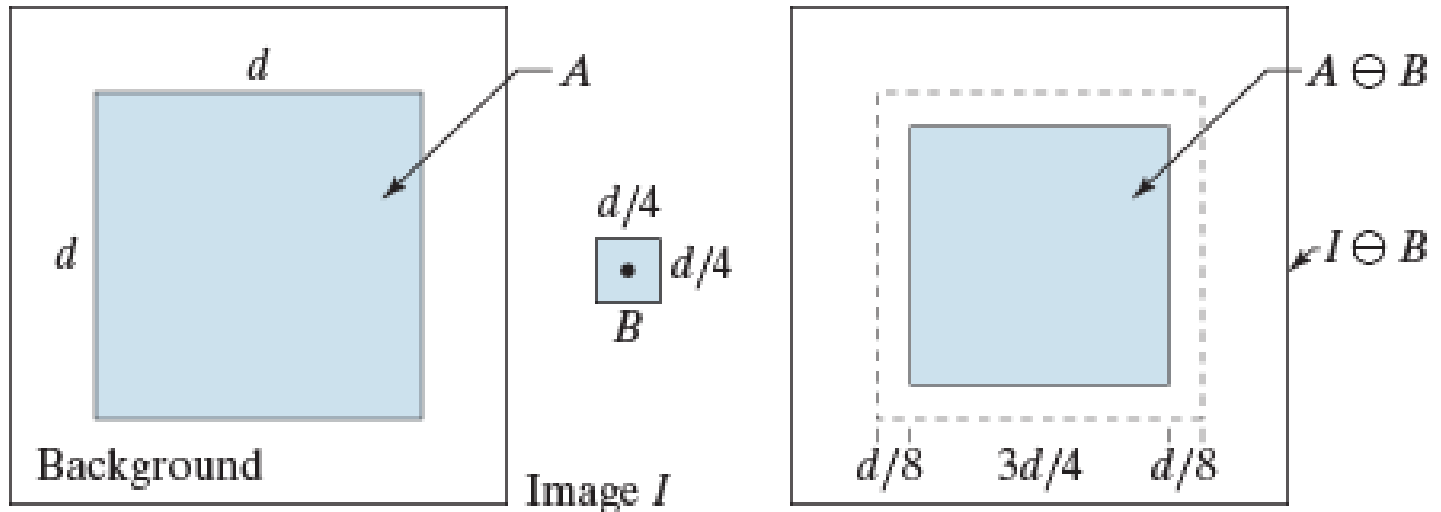 d
A
d
d/4
d/4
B
Background
Image I
A ⊖ B
I ⊖ B
d/8
3d/4
d/8